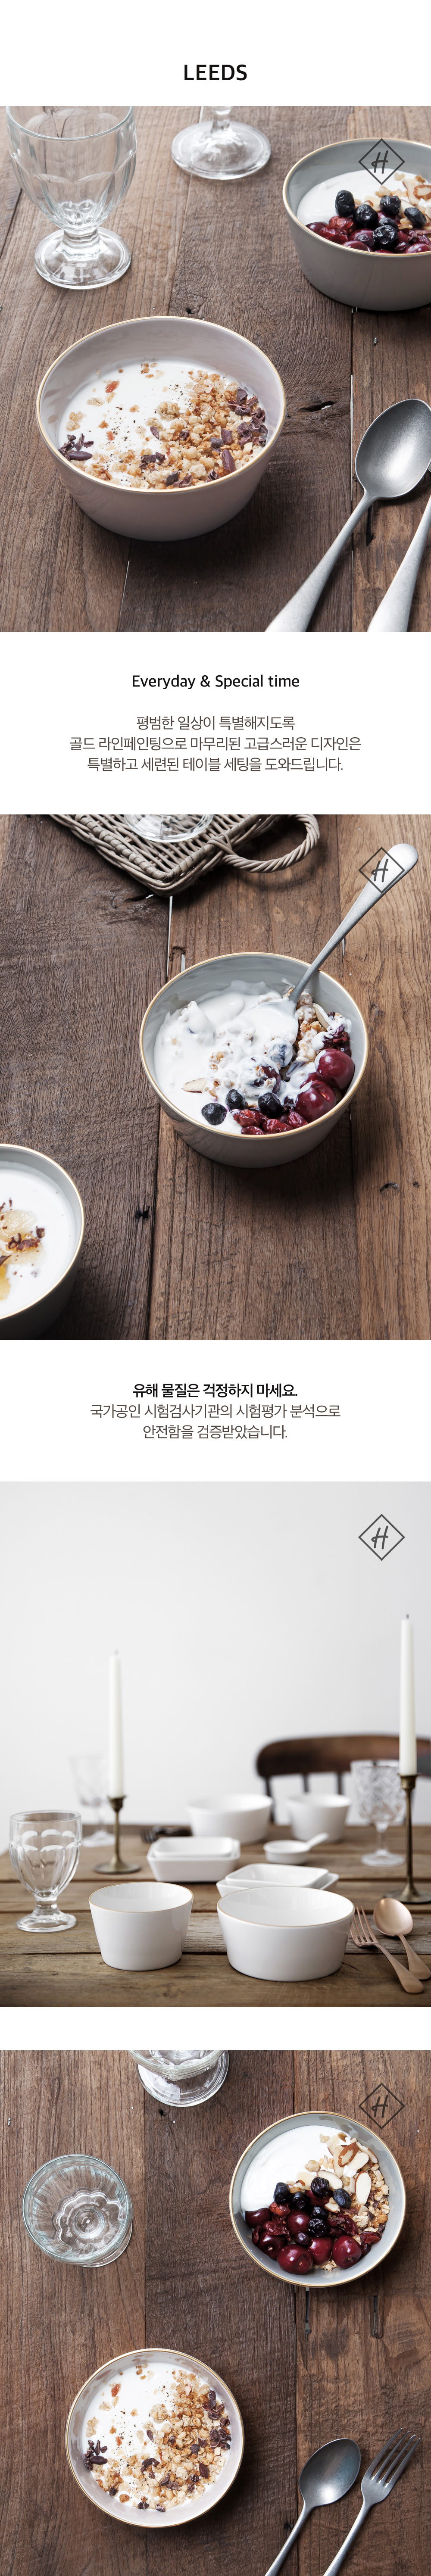 LEEDS
H
Everyday & Special time
평범한 일상이 특별해지도록
골드 라인페인팅으로 마무리된 고급스러운 디자인은
특별하고 세련된 테이블 세팅을 도와드립니다.
H
유해 물질은 걱정하지 마세요.
국가공인 시험검사기관의 시험평가 분석으로
안전함을 검증받았습니다.
H
H